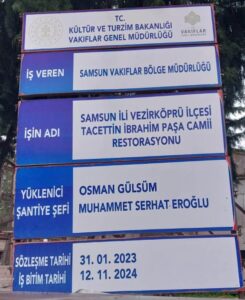 T.C.
KÜLTÜR VE TURİZM BAKANLIĞI
VAKIFLAR GENEL MÜDÜRLÜĞÜ
VAKIFLAR
İŞ VEREN
SAMSUN VAKIFLAR BÖLGE MÜDÜRLÜĞÜ
İŞİN ADI
SAMSUN İLİ VEZİRKÖPRÜ İLÇESİ
TACETTİN İBRAHİM PAŞA CAMİİ
RESTORASYONU
YÜKLENİCİ
ŞANTİYE ŞEFİ
OSMAN GÜLSÜM
MUHAMMET SERHAT EROĞLU
SÖZLEŞME TARİHİ
İŞ BİTİM TARİHİ
31. 01. 2023
12. 11. 2024